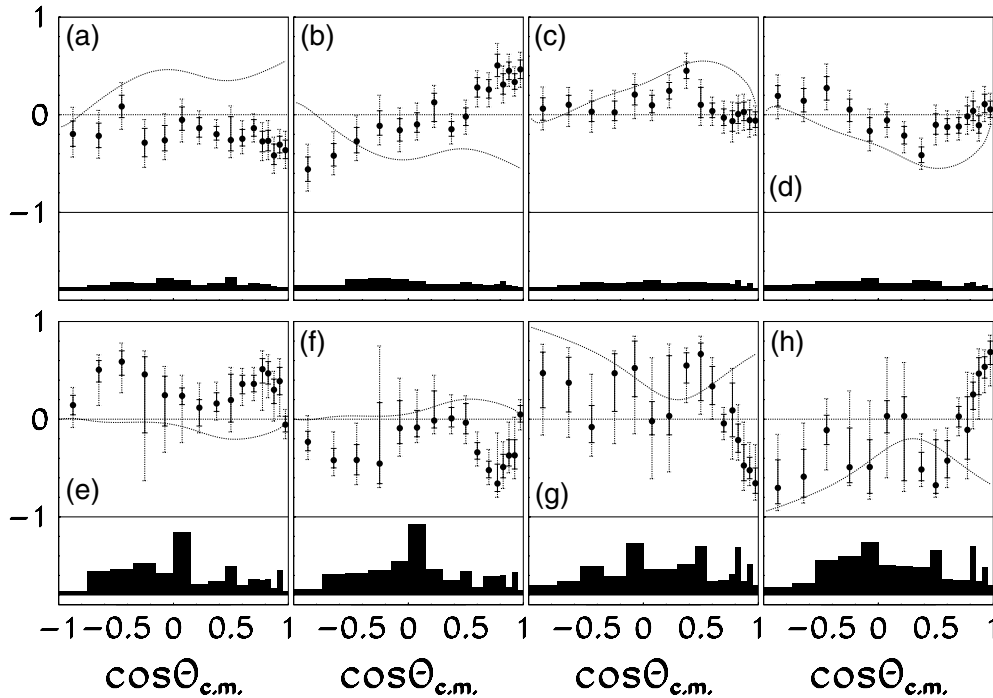 1 (a) (b) (c)
0
(d)
−1
1 (f) (h)
0
(e) (g)
−1
−1 −0.5 0 0.5 1 −0.5 0 0.5 1 −0.5 0 0.5 1 −0.5 0 0.5 1
cosΘc.m. cosΘc.m. cosΘc.m. cosΘc.m.